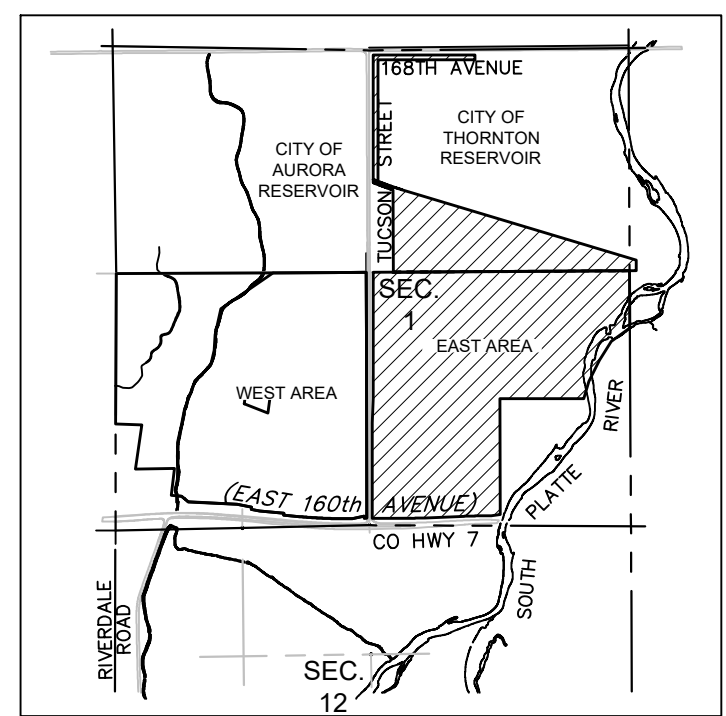 168TH AVENUE
CITY OF
AURORA
RESERVOIR
STREET
TUCSON
CITY OF
THORNTON
RESERVOIR
SEC.
1
EAST AREA
WEST AREA
RIVER
PLATTE
SOUTH
(EAST 160th AVENUE)
CO HWY 7
RIVERDALE
ROAD
SEC.
12